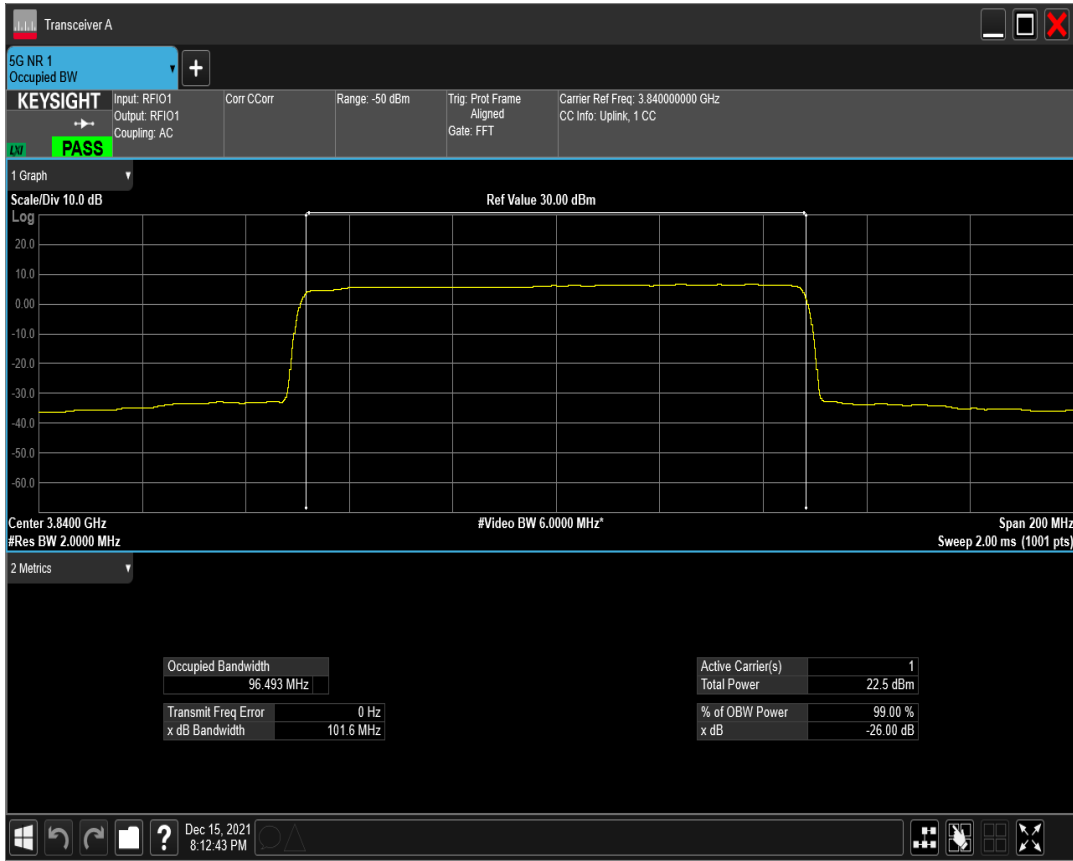 Transceiver A
5G NR 1
Occupied BW
KEYSIGHT
LXI
PASS
Input: RFIO1
Output: RFIO1
Coupling: AC
Corr CCorr
Range: -50 dBm
Trig: Prot Frame
Aligned
Gate: FFT
Carrier Ref Freq: 3.840000000 GHz
CC Info: Uplink, 1 CC
1 Graph
Scale/Div 10.0 dB
Ref Value 30.00 dBm
Log
20.0
10.0
0.00
-10.0
-20.0
-30.0
-40.0
-50.0
-60.0
Center 3.8400 GHz
#Video BW 6.0000 MHz*
Span 200 MHz
#Res BW 2.0000 MHz
Sweep 2.00 ms (1001 pts)
2 Metrics
Occupied Bandwidth
96.493 MHz
Transmit Freq Error 0 Hz
x dB Bandwidth 101.6 MHz
Active Carrier(s) 1
Total Power 22.5 dBm
% of OBW Power 99.00 %
x dB -26.00 dB
?
Dec 15, 2021
8:12:43 PM